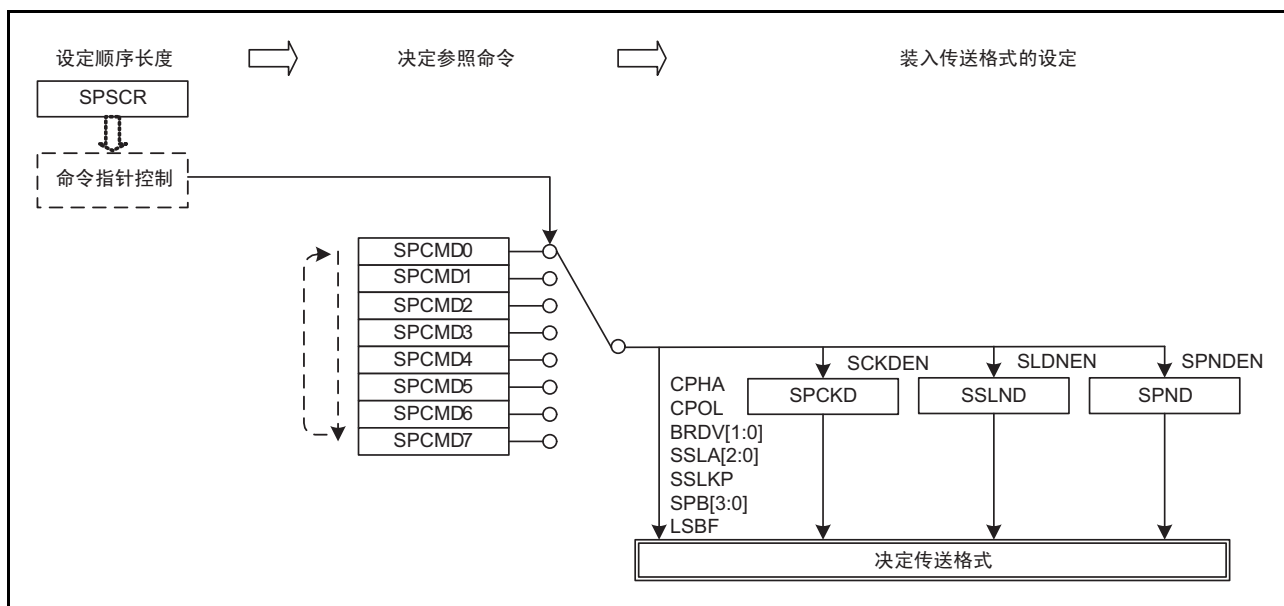 设定顺序长度
决定参照命令
装入传送格式的设定
SPSCR
命令指针控制
SPCMD0
SPCMD1
SPCMD2
SPCMD3
SPCMD4
SPCMD5
SPCMD6
SPCMD7
SCKDEN
SLDNEN
SPNDEN
SPCKD
SSLND
SPND
CPHA
CPOL
BRDV[1:0]
SSLA[2:0]
SSLKP
SPB[3:0]
LSBF
决定传送格式